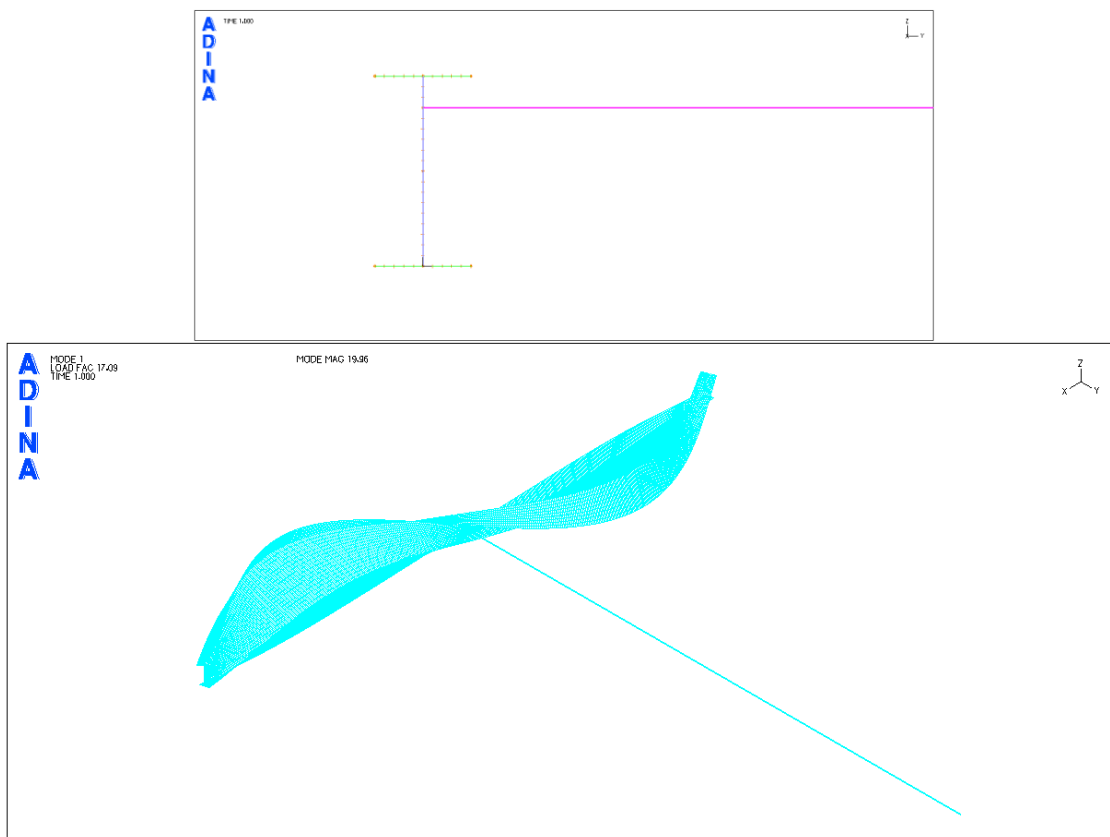 ADINA
TIME 1.000
Z
X Y
ADINA
MODE 1
LOAD FAC 17.09
TIME 1.000
MODE MAG 19.96
Z
X Y